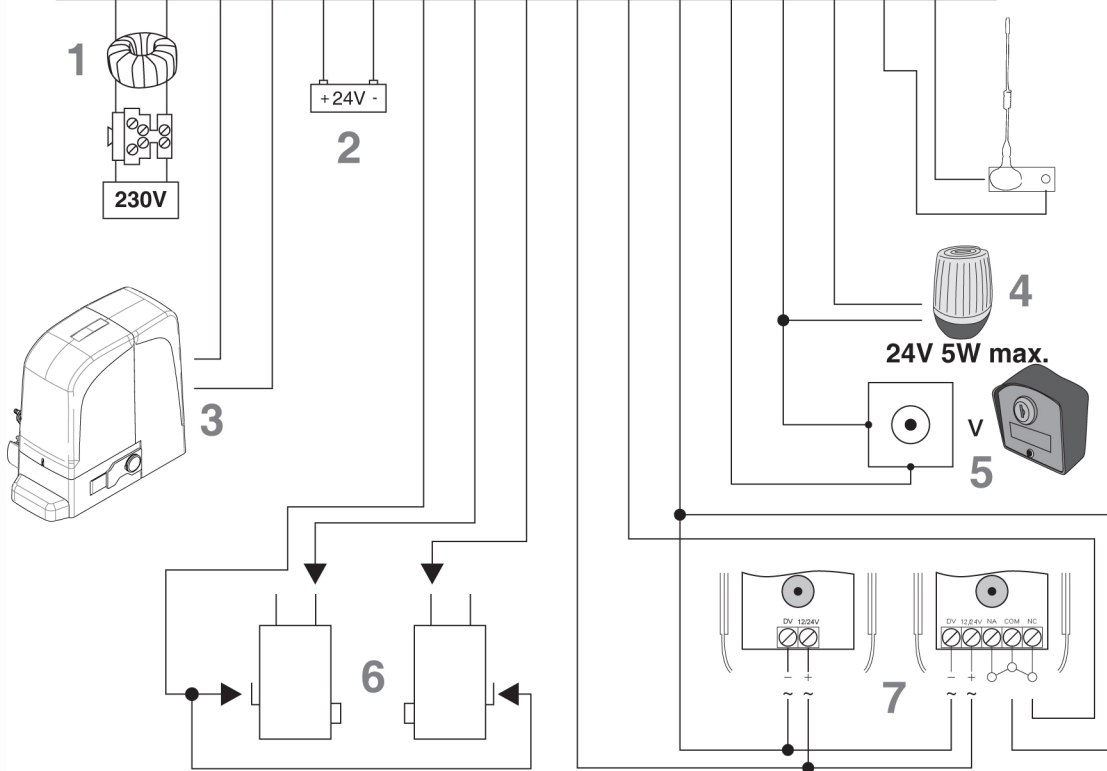 1
+ 24V -
2
230V
3
4
24V 5W max.
V
5
6
DV 12/24V
- +
~ ~
DV 12/24V NA COM NC
- +
~ ~
7